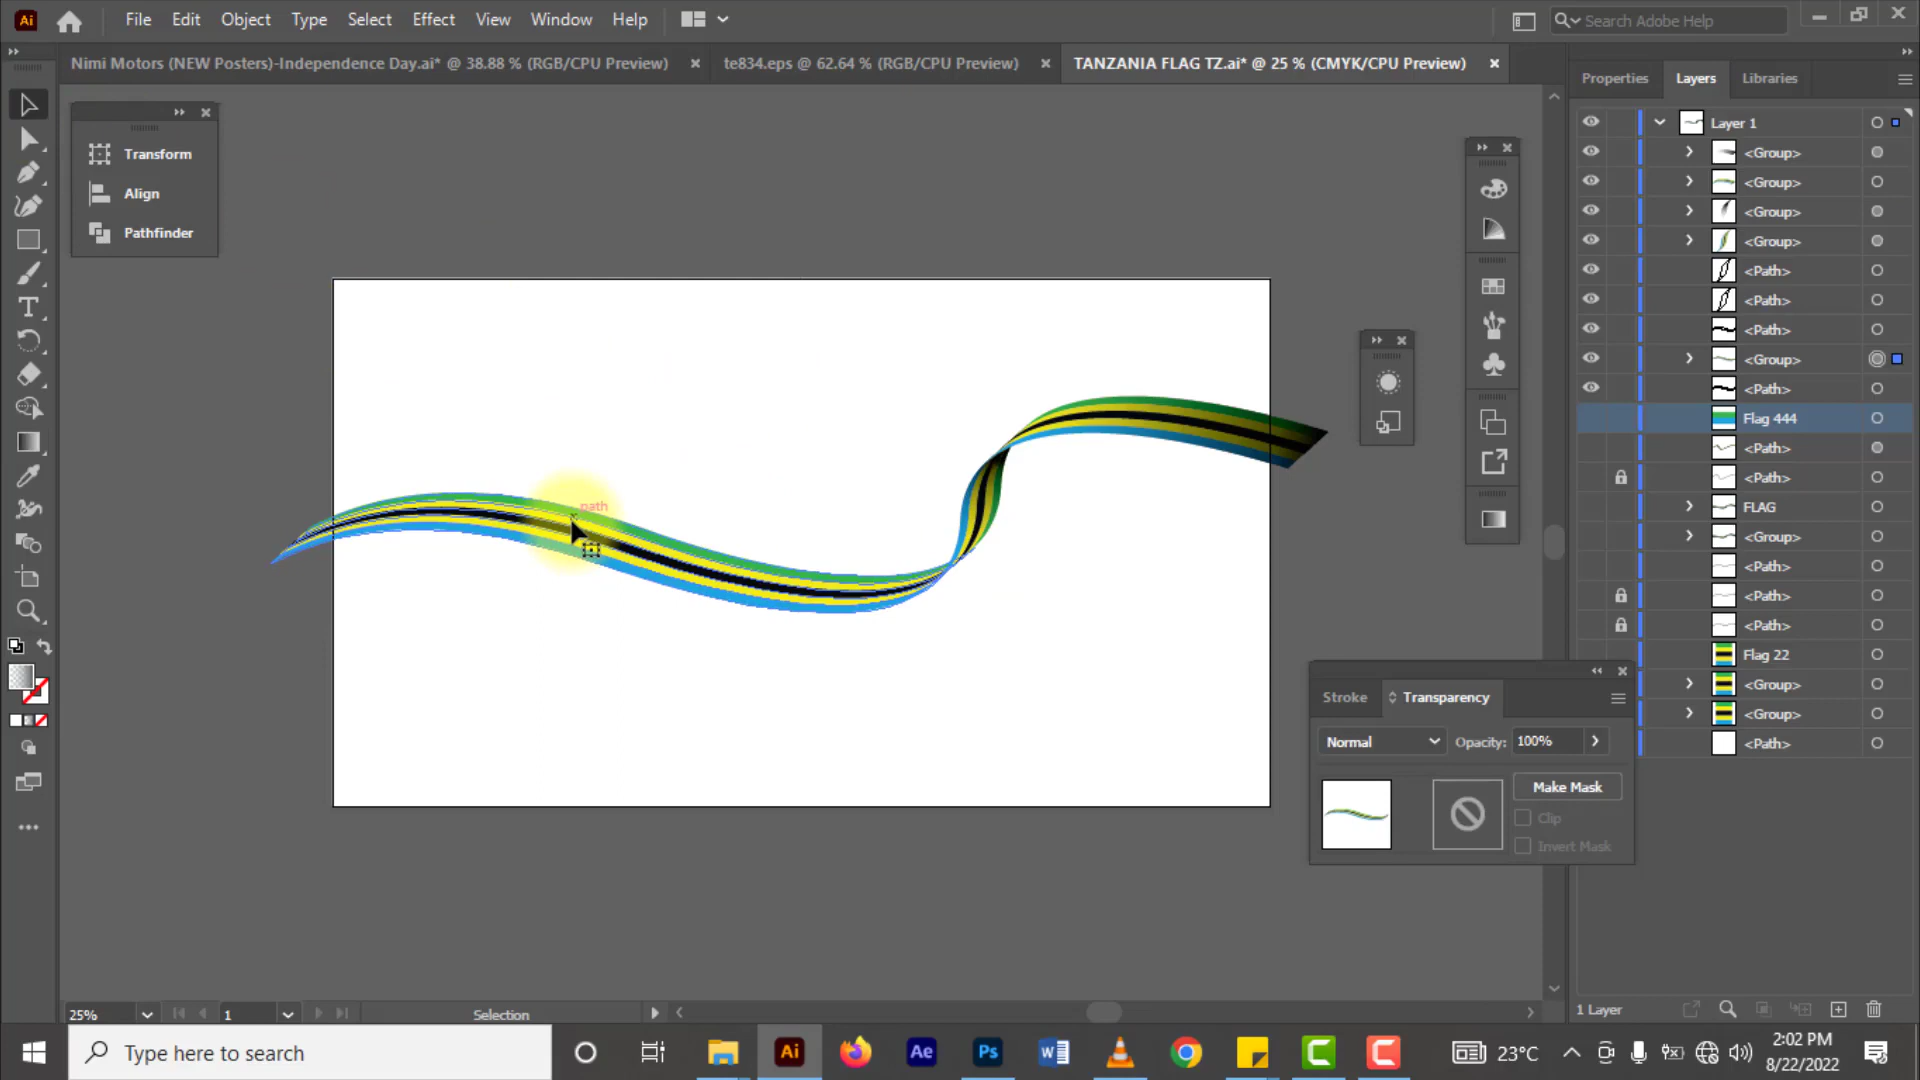 Ai File Edit Object Type Select Effect View Window Help Search Adobe Help
Nimi Motors (NEW Posters)-Independence Day.ai* @ 38.88 % (RGB/CPU Preview) te834.eps @ 62.64 % (RGB/CPU Preview) TANZANIA FLAG TZ.ai* @ 25 % (CMYK/CPU Preview)
Properties Layers Libraries
Transform
Align
Pathfinder
Layer 1
<Group>
<Group>
<Group>
<Group>
<Path>
<Path>
<Path>
<Group>
<Path>
Flag 444
<Path>
<Path>
FLAG
<Group>
<Path>
<Path>
<Path>
Flag 22
<Group>
<Group>
<Path>
path
Stroke Transparency
Normal Opacity: 100%
Make Mask
Clip
Invert Mask
25% 1 Selection
1 Layer
Type here to search
Ai Ae Ps W
23°C
2:02 PM
8/22/2022